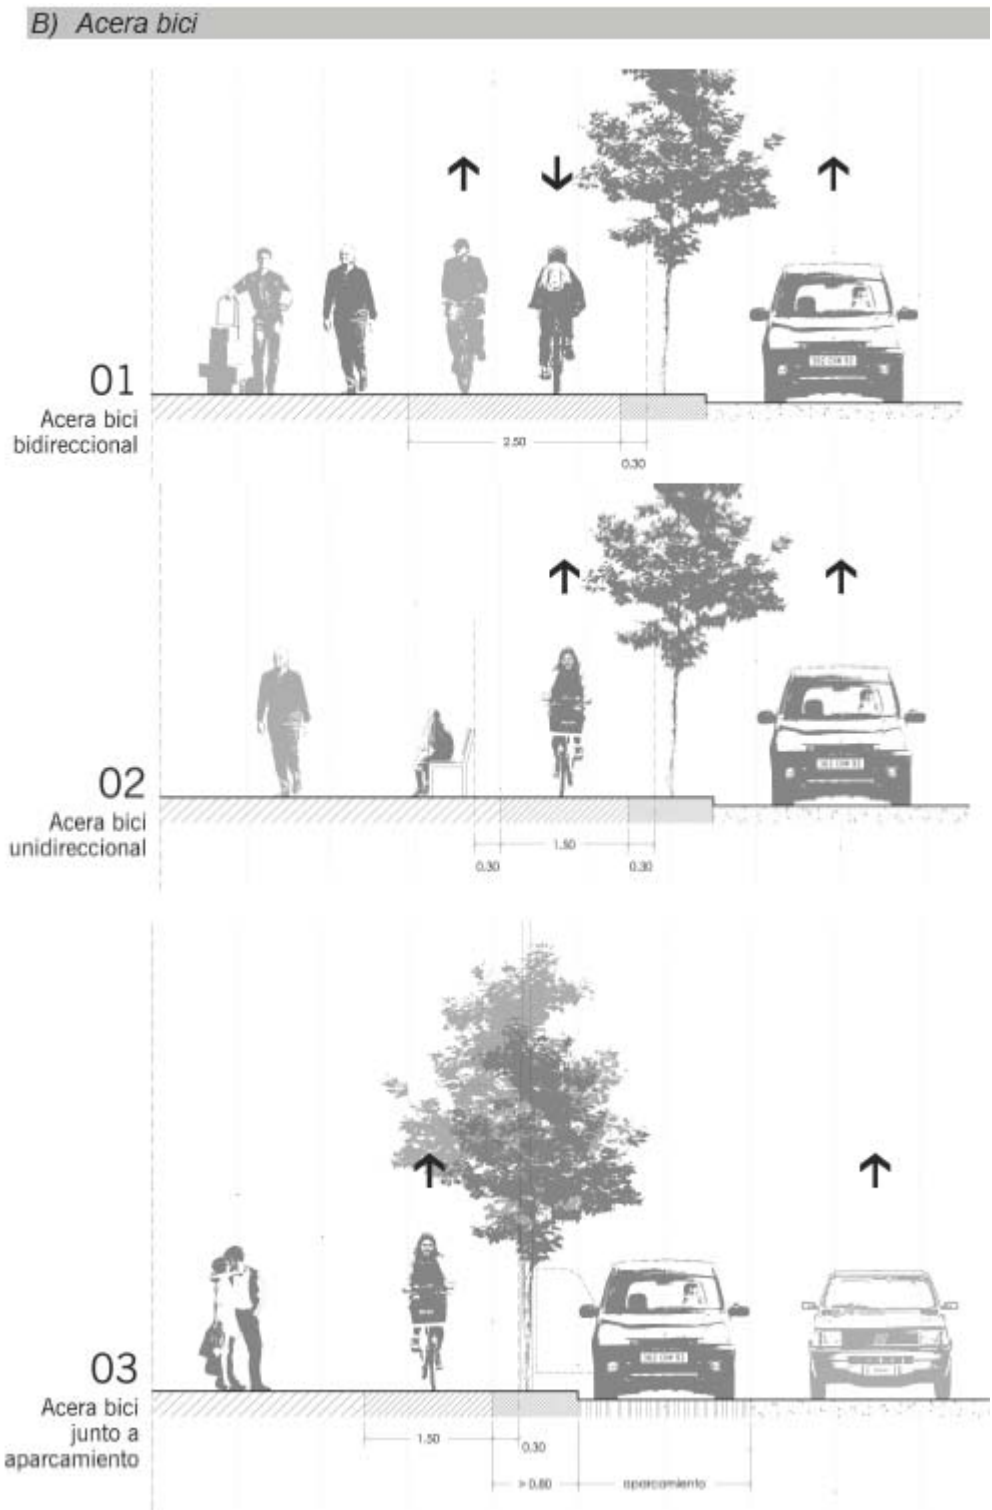 B) Acera bici
01
Acera bici
bidireccional
2.50
0.30
02
Acera bici
unidireccional
1.50
0.30
0.30
03
Acera bici
junto a
aparcamiento
1.50
0.30
> 0.80
aparcamiento